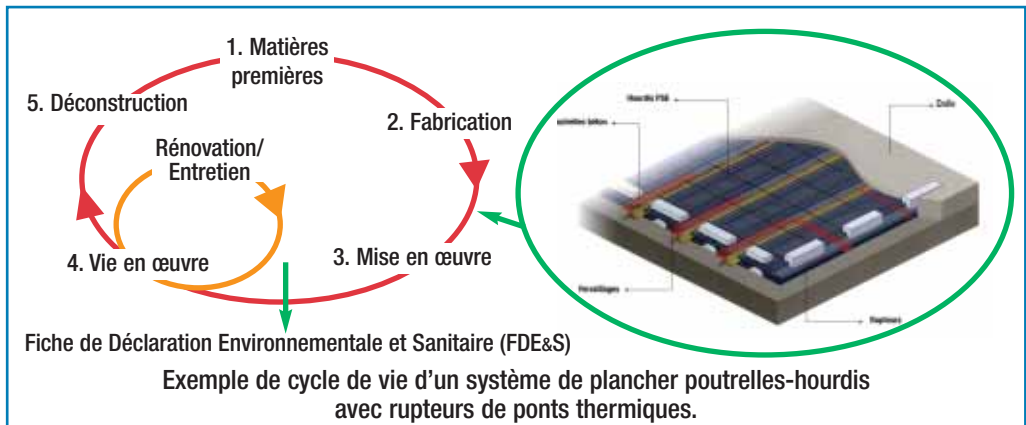 1. Matières
premières
5. Déconstruction
2. Fabrication
Rénovation/
Entretien
4. Vie en œuvre
3. Mise en œuvre
Fiche de Déclaration Environnementale et Sanitaire (FDE&S)
Dalle
Rupteurs
Exemple de cycle de vie d'un système de plancher poutrelles-hourdis
avec rupteurs de ponts thermiques.